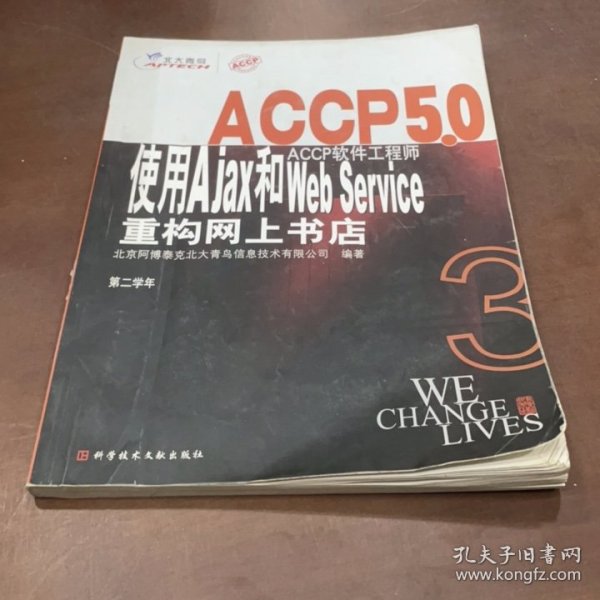 北大青鸟
APTECH
ACCP
ACCP5.0
ACCP软件工程师
使用Ajax和Web Service
重构网上书店
北京阿博泰克北大青鸟信息技术有限公司 编著
第二学年
3
WE
CHANGE
LIVES
科学技术文献出版社
孔夫子旧书网
www.kongfz.com